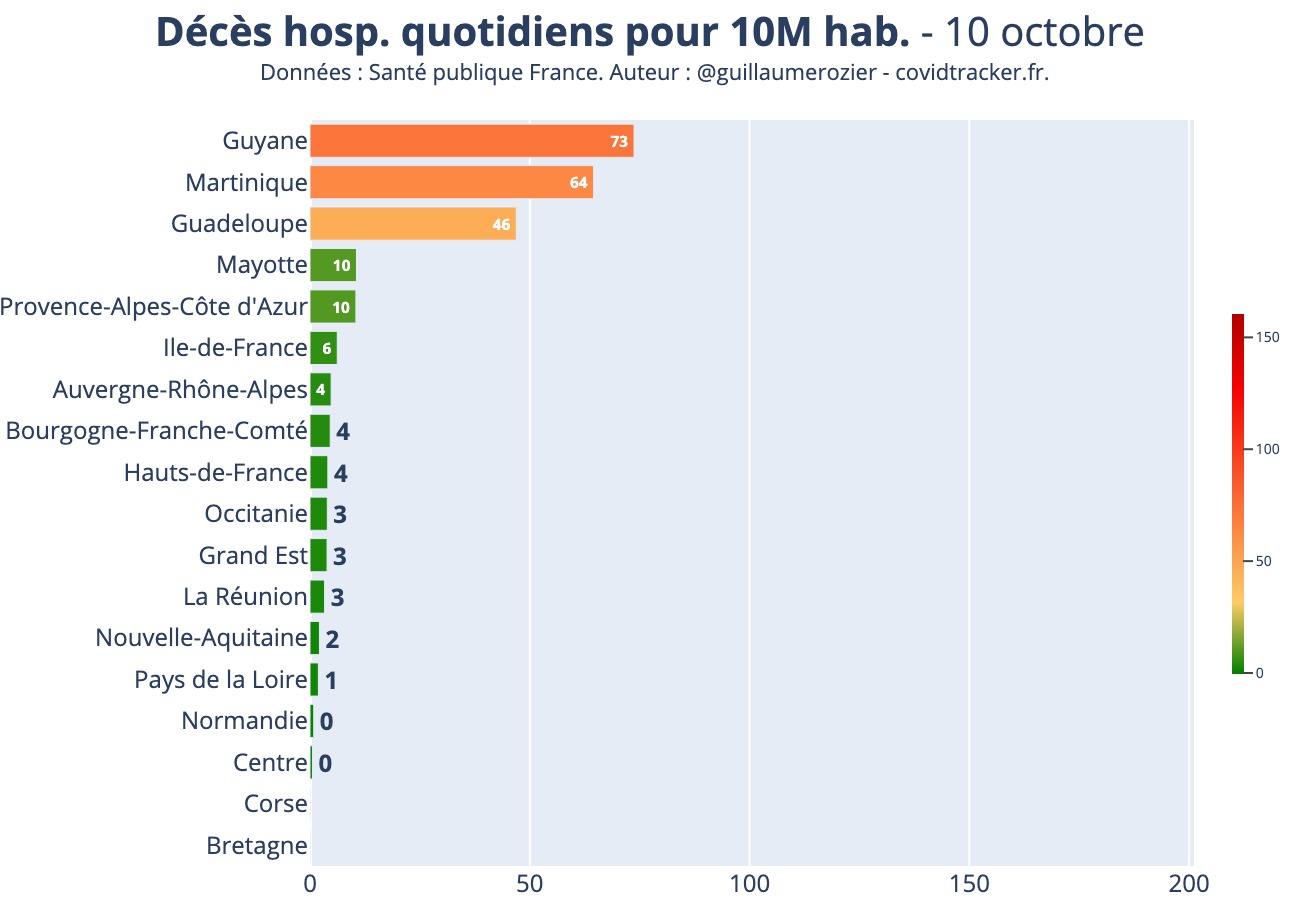 Décès hosp. quotidiens pour 10M hab. - 10 octobre
Données : Santé publique France. Auteur : @guillaumerozier - covidtracker.fr.
Guyane 73
Martinique 64
Guadeloupe 46
Mayotte 10
Provence-Alpes-Côte d'Azur 10
Ile-de-France 6
Auvergne-Rhône-Alpes 4
Bourgogne-Franche-Comté 4
Hauts-de-France 4
Occitanie 3
Grand Est 3
La Réunion 3
Nouvelle-Aquitaine 2
Pays de la Loire 1
Normandie 0
Centre 0
Corse
Bretagne
0 50 100 150 200
150
100
50
0